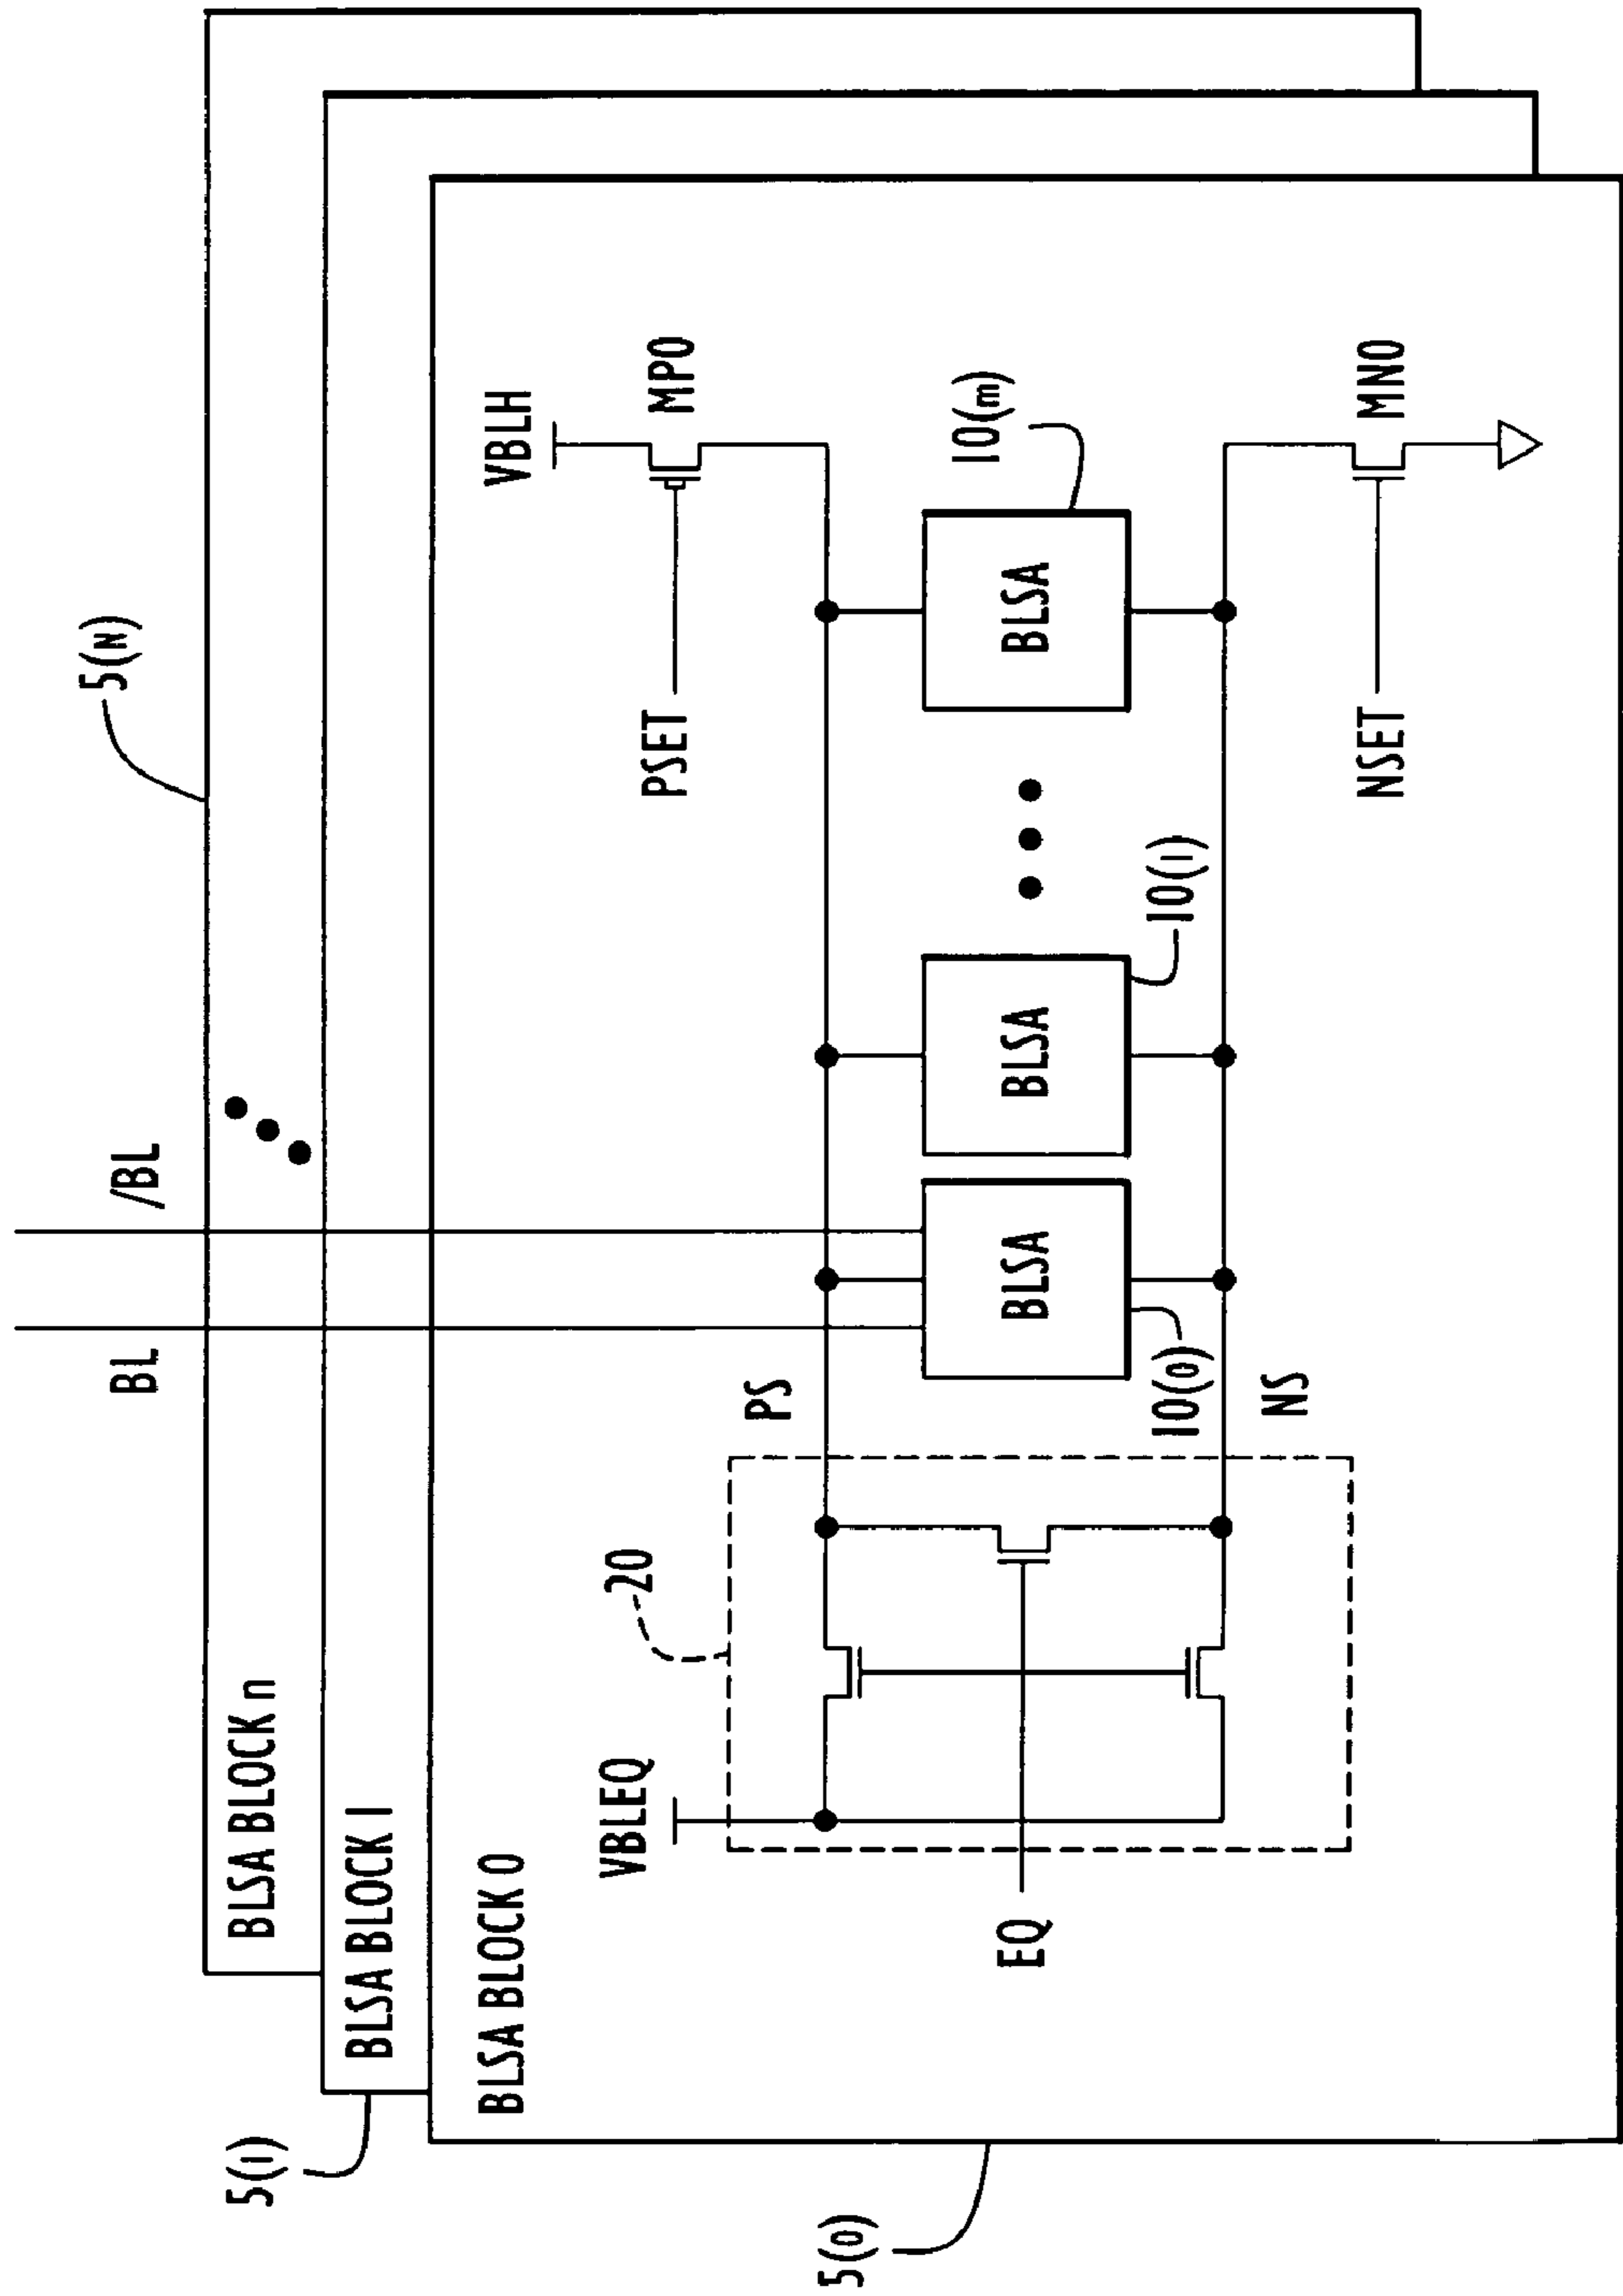 5(N)
BL
/BL
BLSA BLOCK n
5(1)
BLSA BLOCK 1
5(0)
BLSA BLOCK 0
VBLH
VBLEQ
20
PSET
MP0
PS
10(m)
EQ
BLSA
BLSA
BLSA
10(0)
10(1)
NS
NSET
MN0